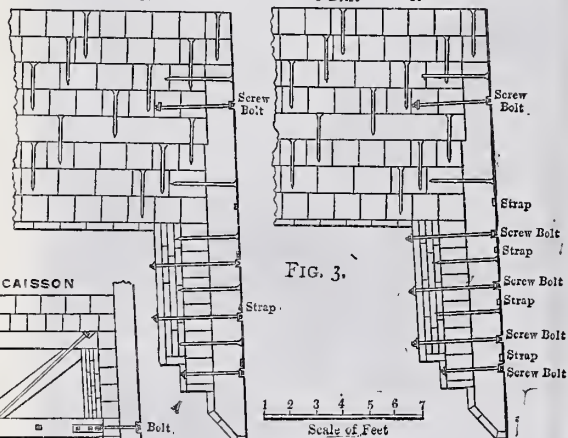 Screw
Bolt
Screw
Bolt
Strap
Screw Bolt
Strap
FIG. 3.
CAISSON
Screw Bolt
Strap
Strap
Screw Bolt
Strap
Screw Bolt
Bolt.
1 2 3 4 5 6 7
Scale of Feet